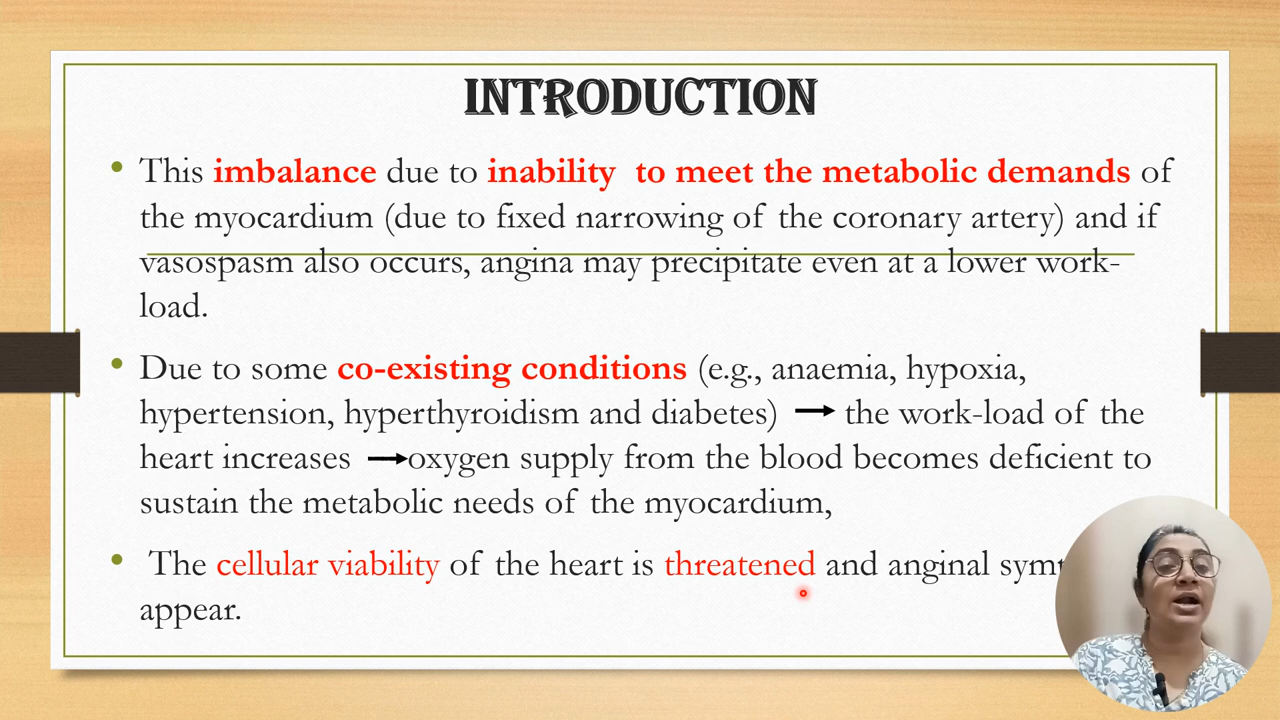 INTRODUCTION
• This imbalance due to inability to meet the metabolic demands of
the myocardium (due to fixed narrowing of the coronary artery) and if
vasospasm also occurs, angina may precipitate even at a lower work-
load.
• Due to some co-existing conditions (e.g., anaemia, hypoxia,
hypertension, hyperthyroidism and diabetes) → the work-load of the
heart increases →oxygen supply from the blood becomes deficient to
sustain the metabolic needs of the myocardium,
• The cellular viability of the heart is threatened and anginal
appear.